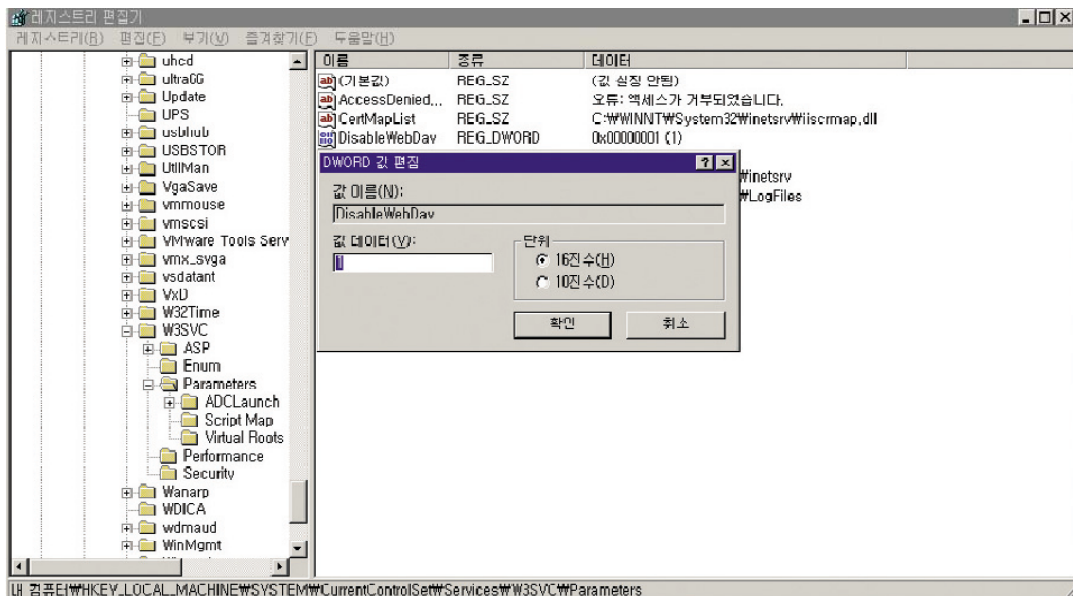 레지스트리 편집기
레지스트리(R) 편집(E) 보기(V) 즐겨찾기(F) 도움말(H)
uhcd
ultra66
Update
UPS
usbhub
USBSTOR
UtilMan
VgaSave
vmmouse
vmscsi
VMware Tools Serv
vmx_svga
vsdatant
VxD
W32Time
W3SVC
ASP
Enum
Parameters
ADCLaunch
Script Map
Virtual Roots
Performance
Security
Wanarp
WDICA
wdmaud
WinMgmt
이름 종류 데이터
(기본값) REG_SZ (값 설정 안됨)
AccessDenied... REG_SZ 오류: 액세스가 거부되었습니다.
CertMapList REG_SZ C:\WINNT\System32\inetsrv\iiscrmap.dll
DisableWebDav REG_DWORD 0x00000001 (1)
\inetsrv
\LogFiles
DWORD 값 편집
값 이름(N):
DisableWebDav
값 데이터(V):
1
단위
16진수(H)
10진수(D)
확인 취소
내 컴퓨터\HKEY_LOCAL_MACHINE\SYSTEM\CurrentControlSet\Services\W3SVC\Parameters